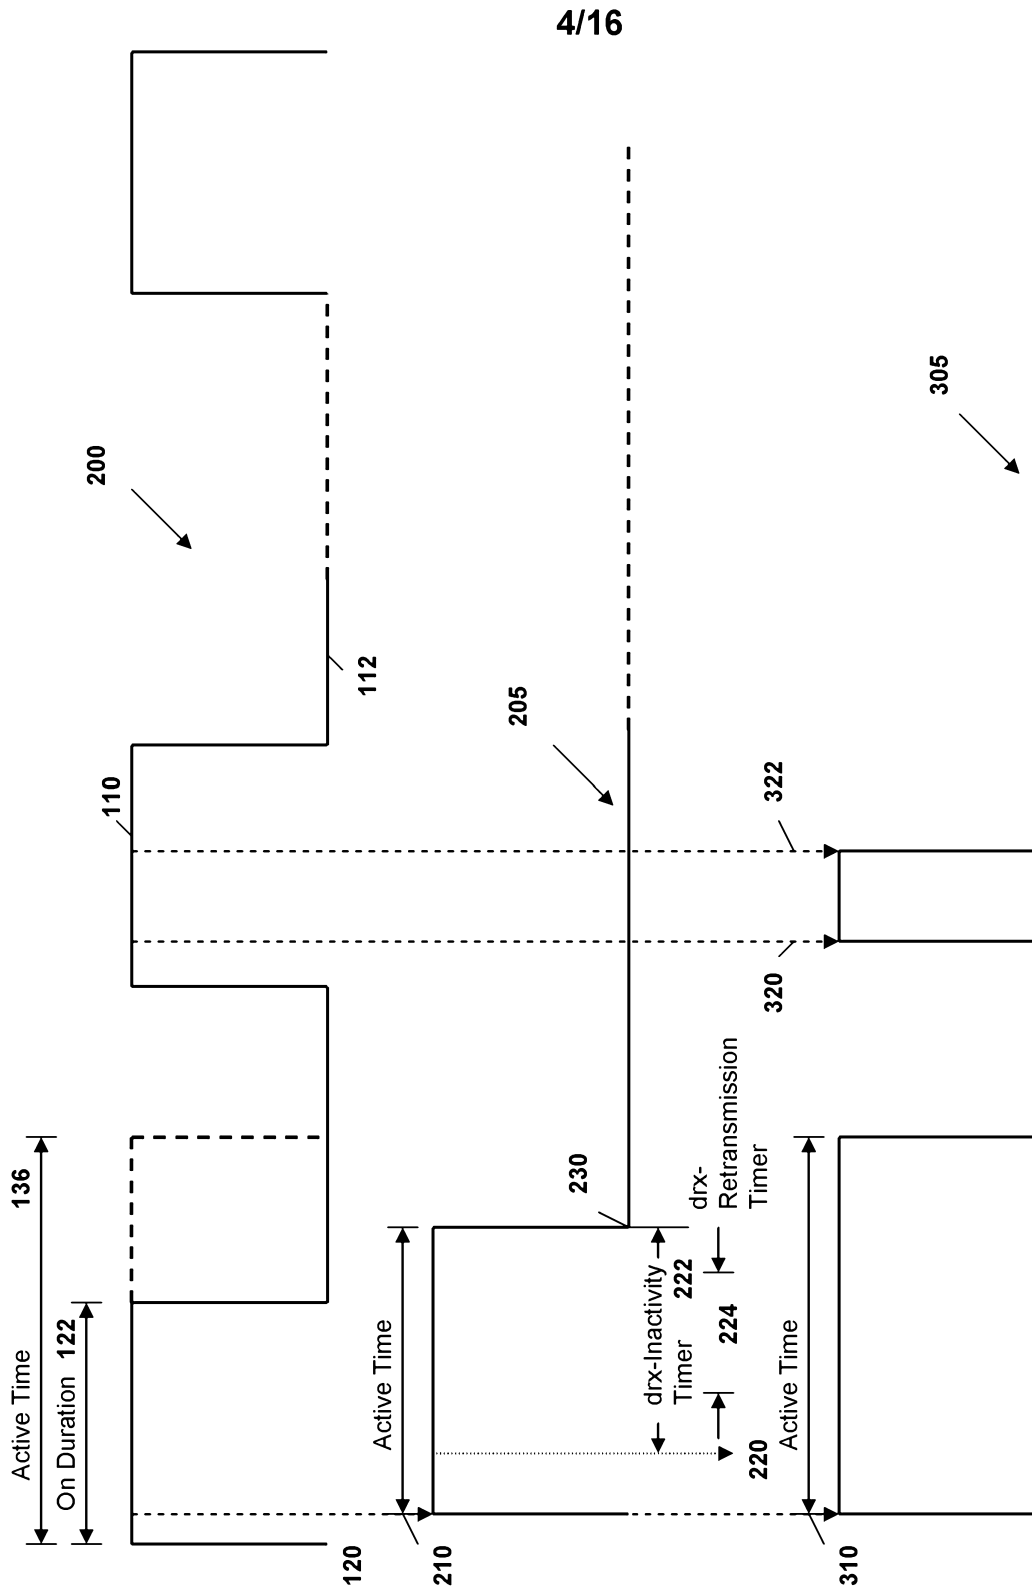 4/16
Active Time 136
On Duration 122
120
110
200
112
Active Time
210
205
230
drx-Inactivity
Timer
222
224
220
drx-
Retransmission
Timer
Active Time
310
320
322
305